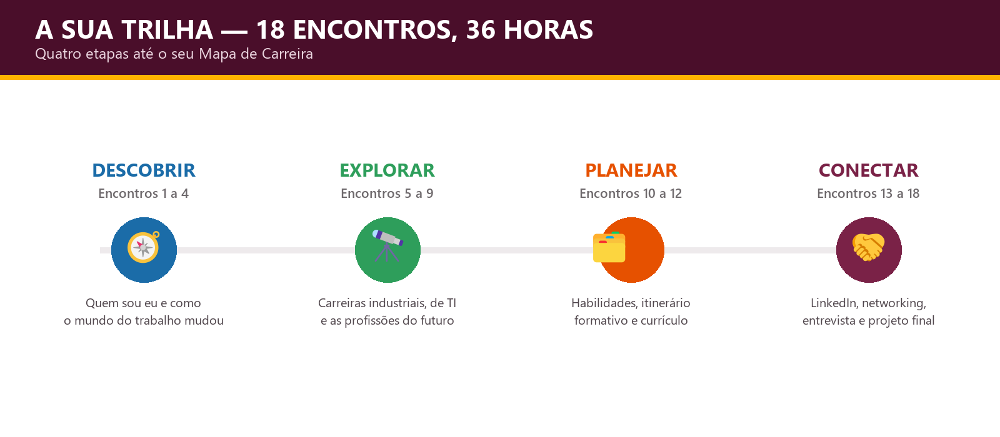 A SUA TRILHA — 18 ENCONTROS, 36 HORAS
Quatro etapas até o seu Mapa de Carreira
DESCOBRIR
Encontros 1 a 4
Quem sou eu e como
o mundo do trabalho mudou
EXPLORAR
Encontros 5 a 9
Carreiras industriais, de TI
e as profissões do futuro
PLANEJAR
Encontros 10 a 12
Habilidades, itinerário
formativo e currículo
CONECTAR
Encontros 13 a 18
LinkedIn, networking,
entrevista e projeto final